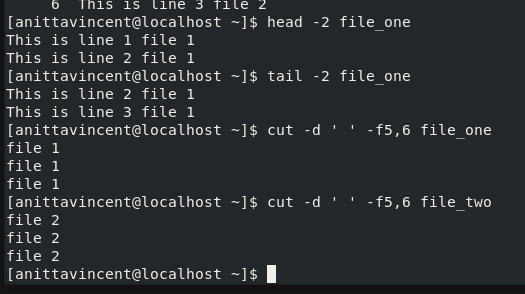 6  This is line 3 file 2
[anittavincent@localhost ~]$ head -2 file_one
This is line 1 file 1
This is line 2 file 1
[anittavincent@localhost ~]$ tail -2 file_one
This is line 2 file 1
This is line 3 file 1
[anittavincent@localhost ~]$ cut -d ' ' -f5,6 file_one
file 1
file 1
file 1
[anittavincent@localhost ~]$ cut -d ' ' -f5,6 file_two
file 2
file 2
file 2
[anittavincent@localhost ~]$